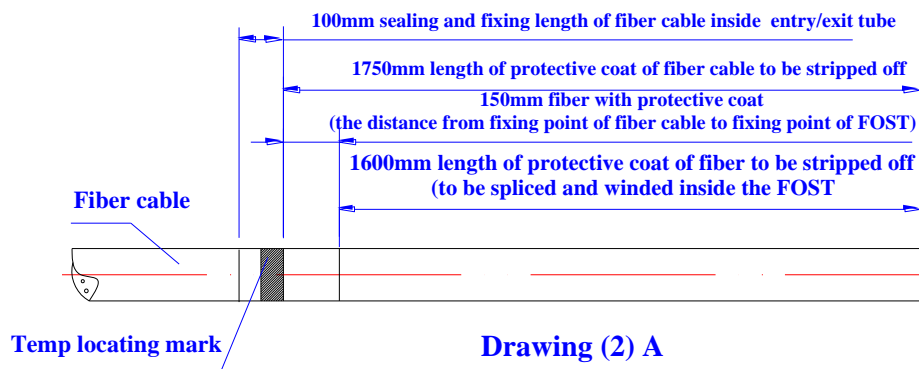 100mm sealing and fixing length of fiber cable inside entry/exit tube
1750mm length of protective coat of fiber cable to be stripped off
150mm fiber with protective coat
(the distance from fixing point of fiber cable to fixing point of FOST)
1600mm length of protective coat of fiber to be stripped off
(to be spliced and winded inside the FOST
Fiber cable
Temp locating mark
Drawing (2) A